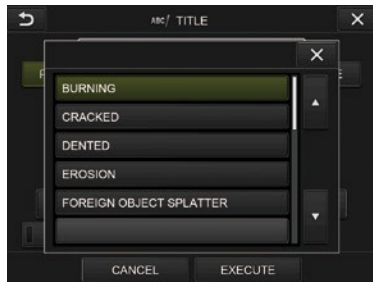 ABC/ TITLE
BURNING
CRACKED
DENTED
EROSION
FOREIGN OBJECT SPLATTER
CANCEL EXECUTE